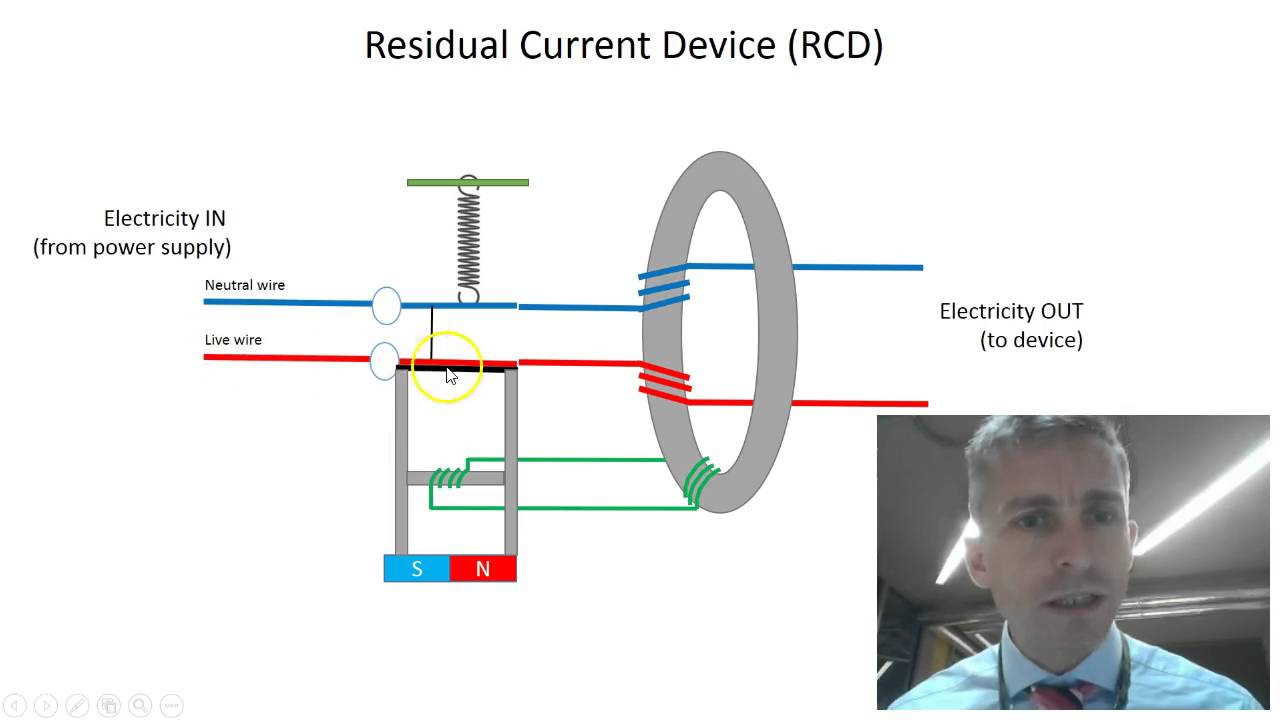 Residual Current Device (RCD)
Electricity IN
(from power supply)
Neutral wire
Live wire
Electricity OUT
(to device)
S N